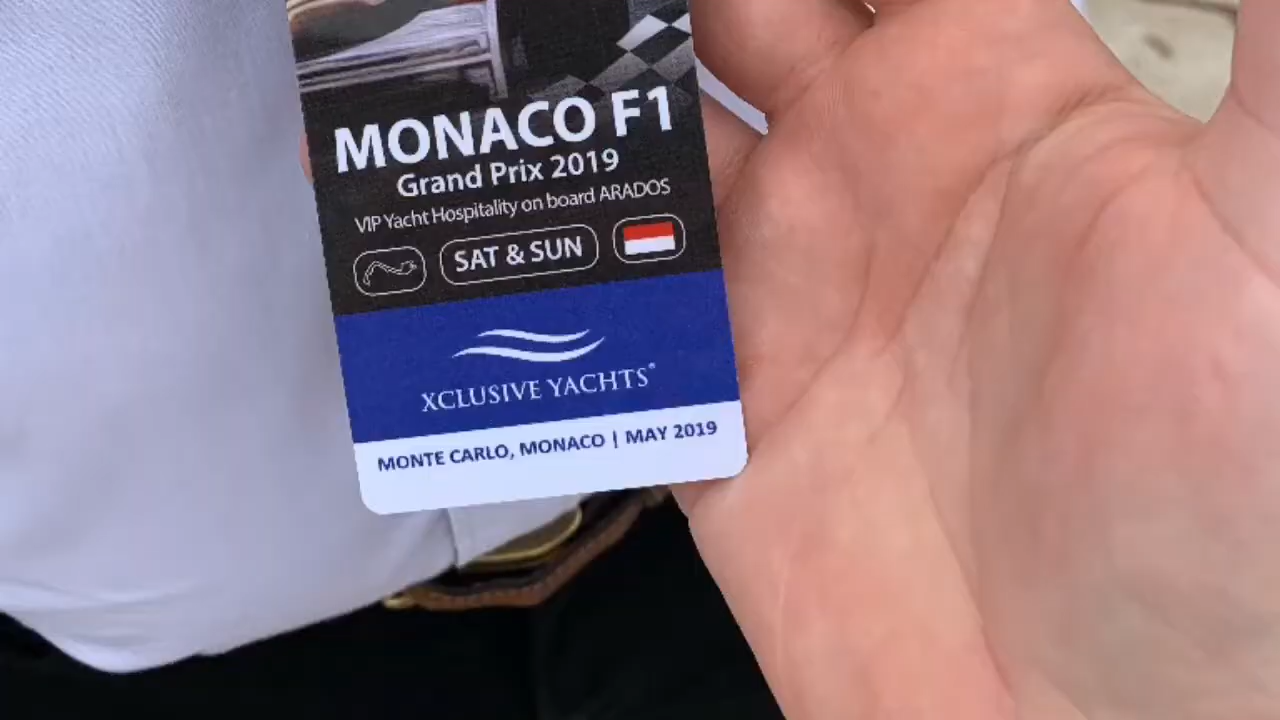 MONACO F1
Grand Prix 2019
VIP Yacht Hospitality on board ARADOS
SAT & SUN
XCLUSIVE YACHTS®
MONTE CARLO, MONACO | MAY 2019